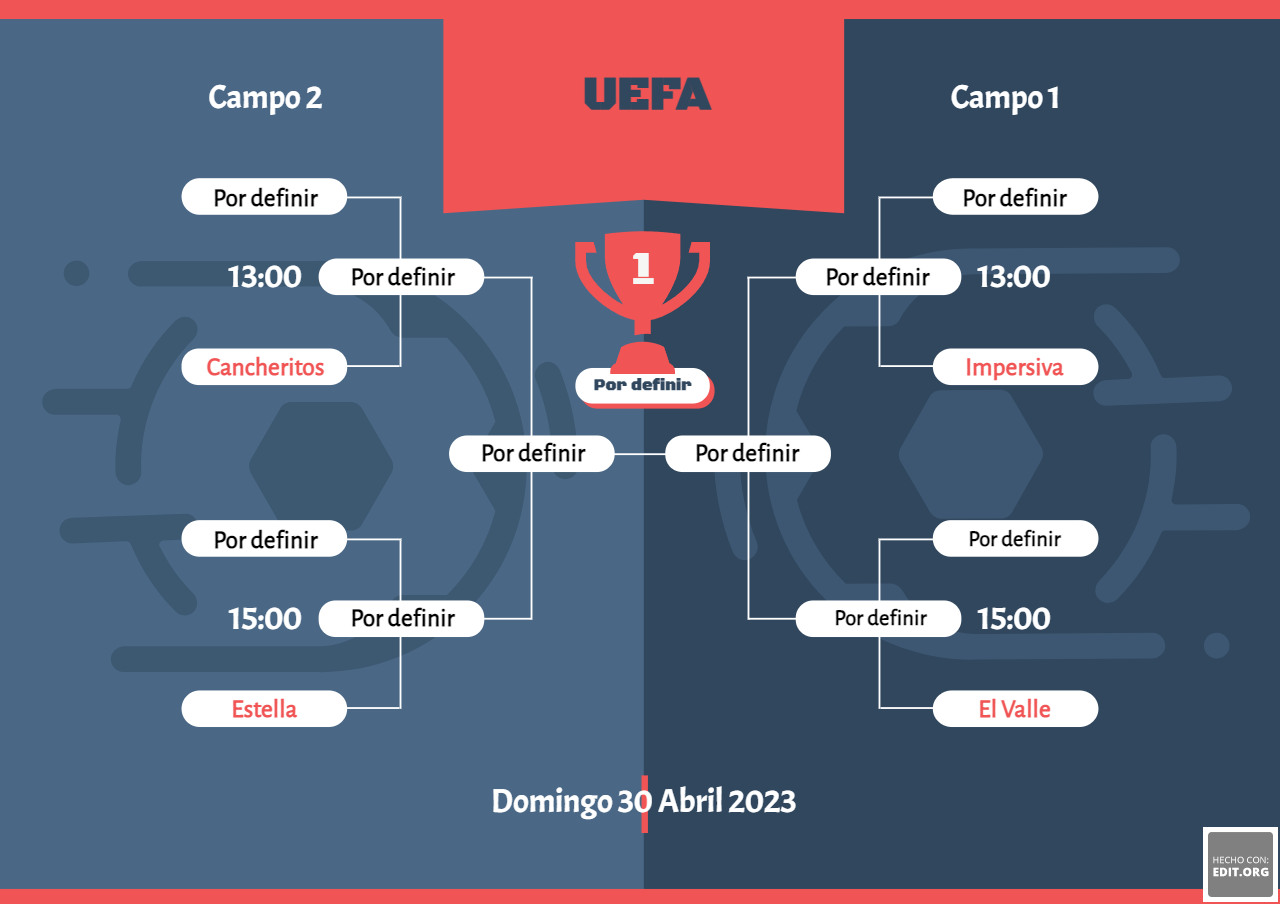 UEFA
Campo 2
Campo 1
Por definir
Por definir
13:00
Por definir
1
Por definir
13:00
Cancheritos
Impersiva
Por definir
Por definir
Por definir
Por definir
Por definir
15:00
Por definir
Por definir
15:00
Estella
El Valle
Domingo 30 Abril 2023
HECHO CON:
EDIT.ORG